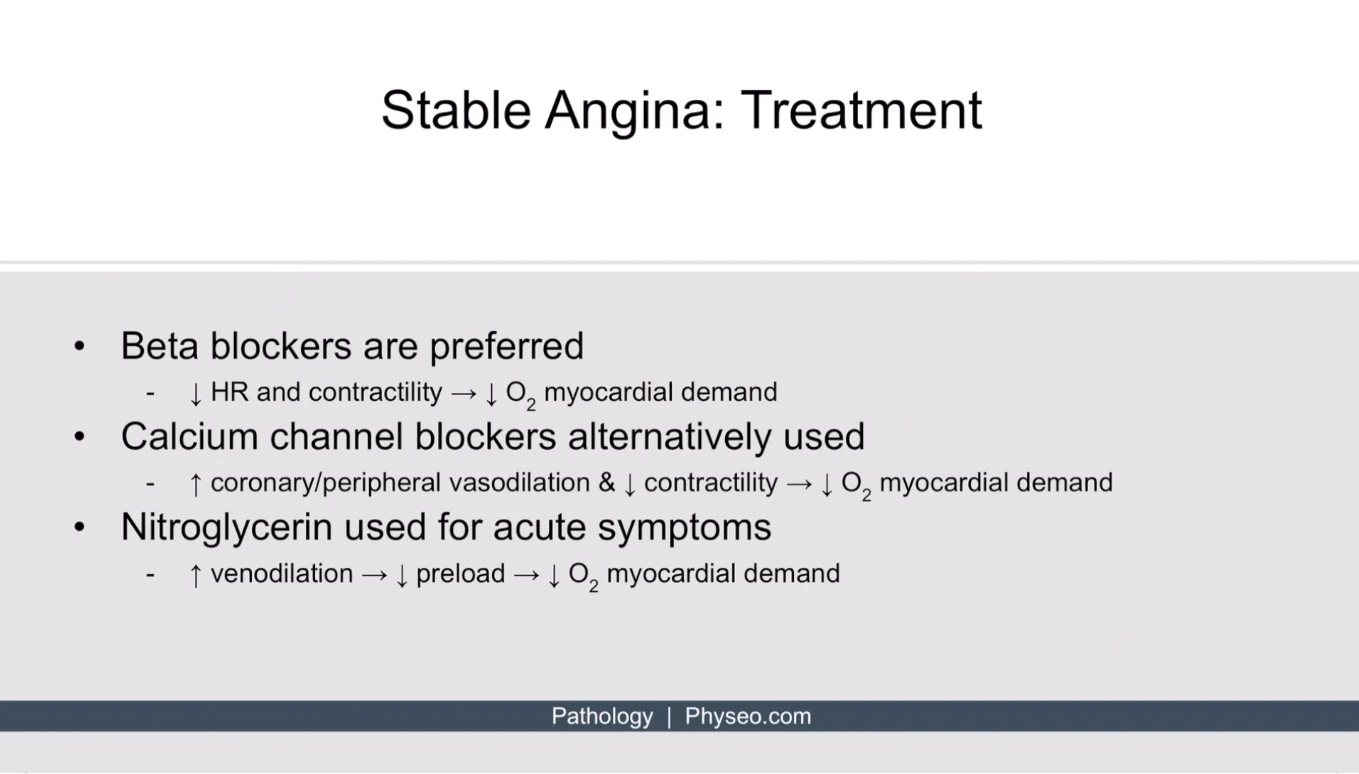 Stable Angina: Treatment
• Beta blockers are preferred
- ↓ HR and contractility → ↓ O₂ myocardial demand
• Calcium channel blockers alternatively used
- ↑ coronary/peripheral vasodilation & ↓ contractility → ↓ O₂ myocardial demand
• Nitroglycerin used for acute symptoms
- ↑ venodilation → ↓ preload → ↓ O₂ myocardial demand
Pathology | Physeo.com